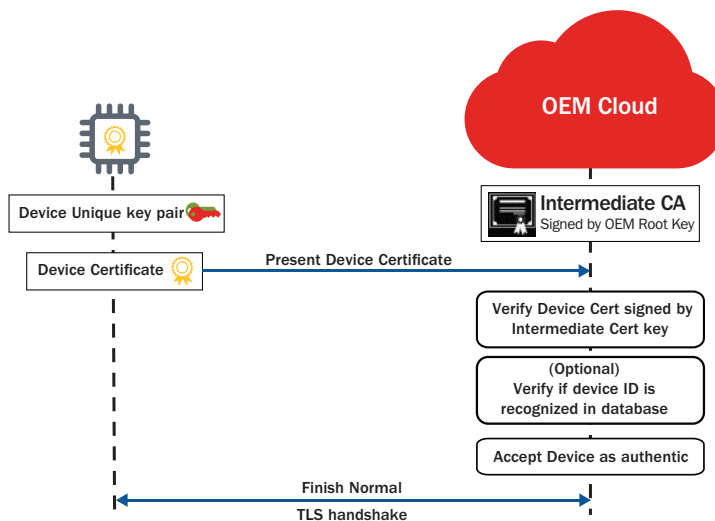 OEM Cloud
Device Unique key pair
Intermediate CA
Signed by OEM Root Key
Device Certificate
Present Device Certificate
Verify Device Cert signed by
Intermediate Cert key
(Optional)
Verify if device ID is
recognized in database
Accept Device as authentic
Finish Normal
TLS handshake